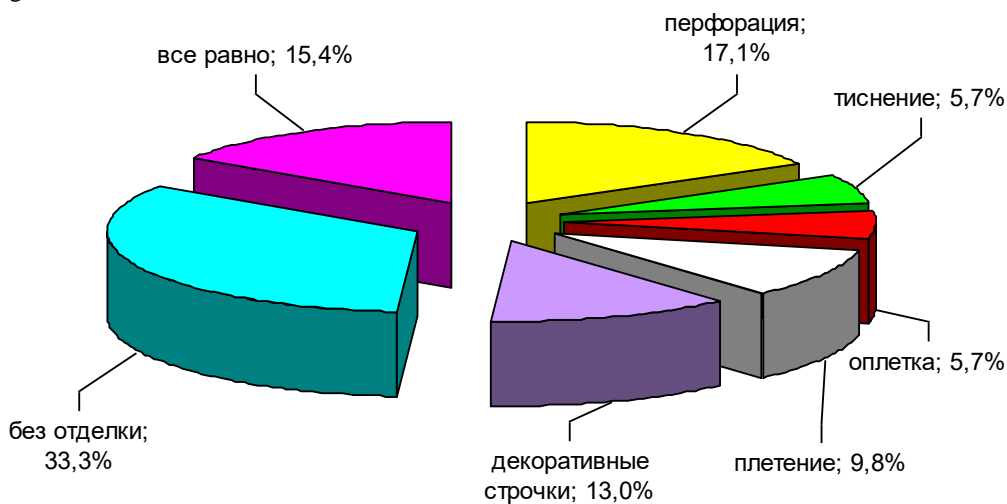 перфорация;
17,1%
все равно; 15,4%
тиснение; 5,7%
оплетка; 5,7%
без отделки;
33,3%
декоративные
строчки; 13,0%
плетение; 9,8%